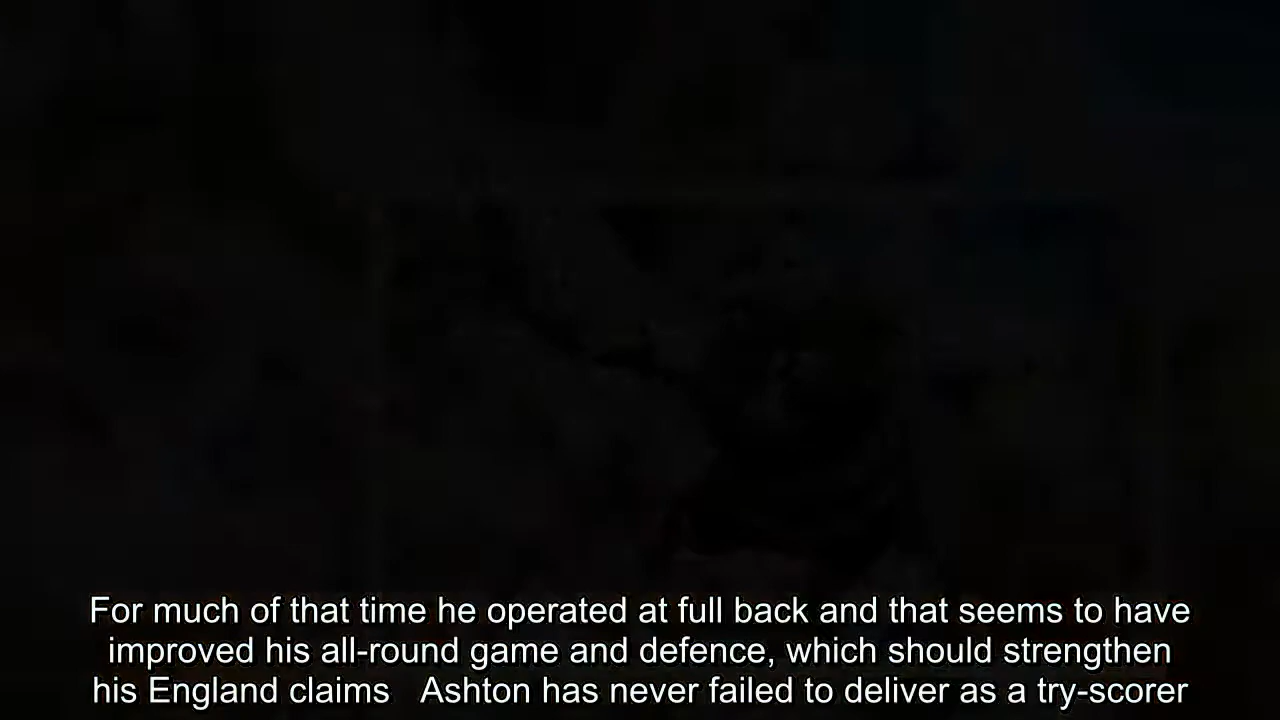 For much of that time he operated at full back and that seems to have
improved his all-round game and defence, which should strengthen
his England claims   Ashton has never failed to deliver as a try-scorer